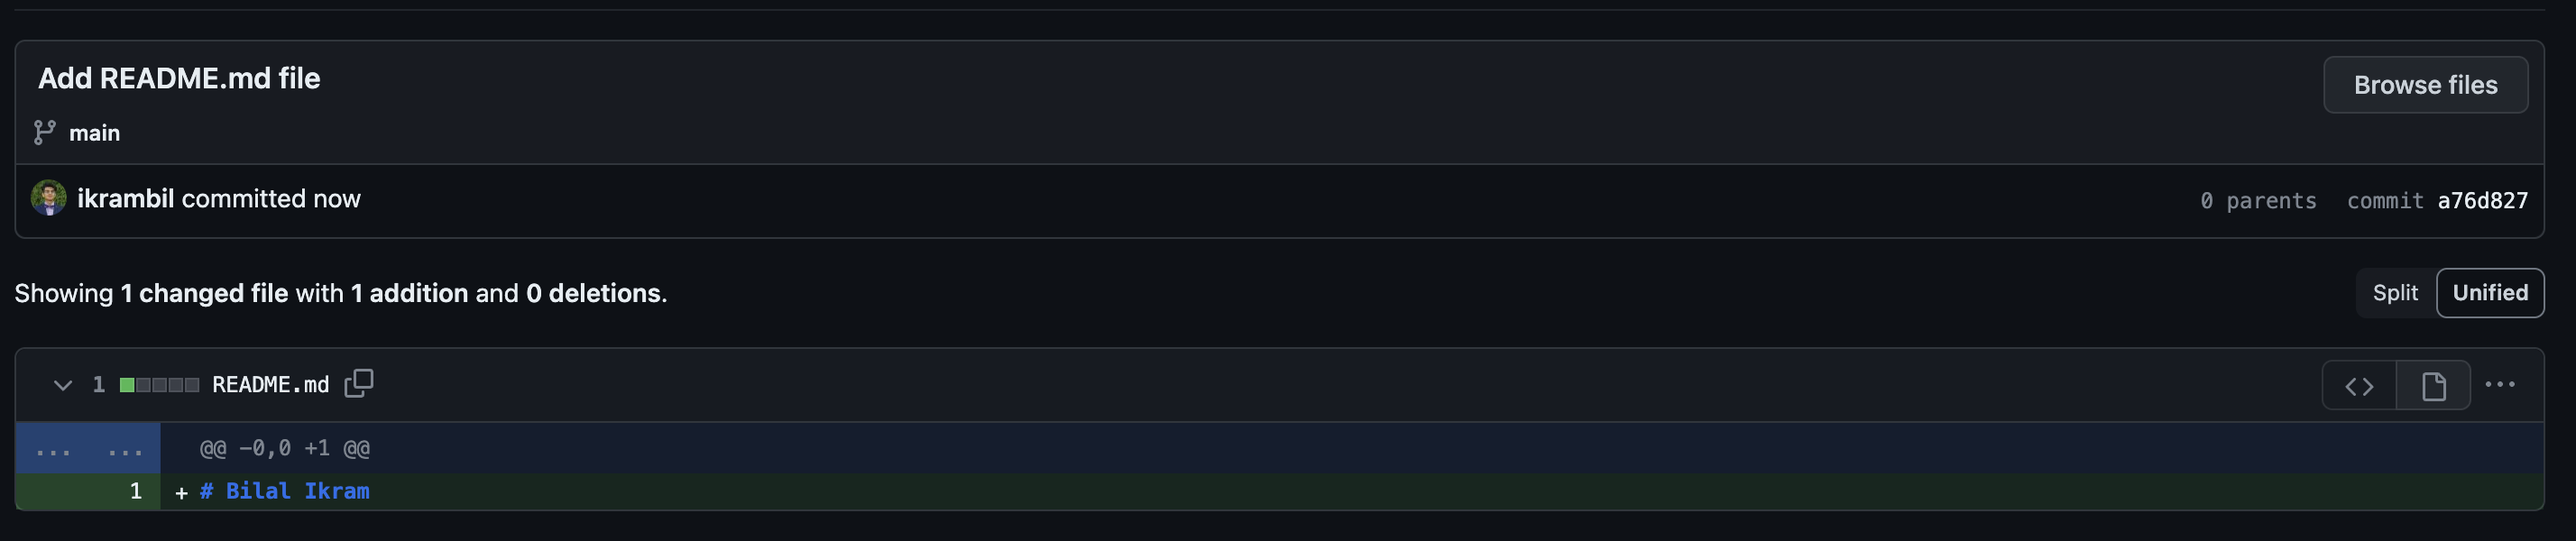 Add README.md file
Browse files
main
ikrambil committed now
0 parents commit a76d827
Showing 1 changed file with 1 addition and 0 deletions.
Split Unified
1 README.md
... ... @@ -0,0 +1 @@
1 + # Bilal Ikram